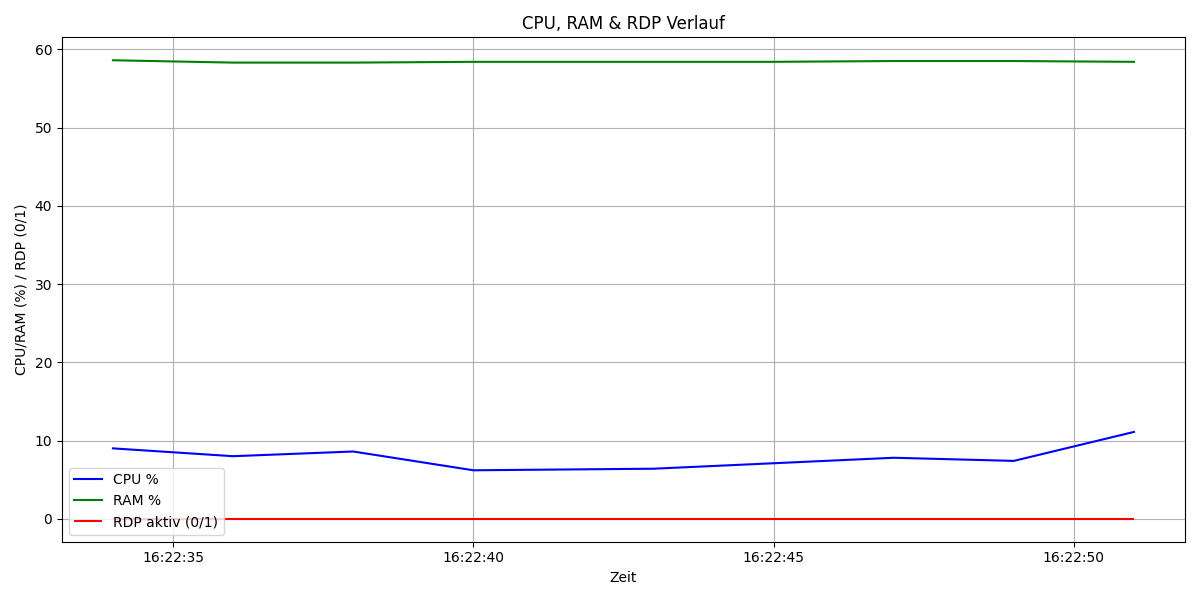 CPU, RAM & RDP Verlauf
CPU/RAM (%) / RDP (0/1)
60
50
40
30
20
10
0
CPU %
RAM %
RDP aktiv (0/1)
16:22:35 16:22:40 16:22:45 16:22:50
Zeit